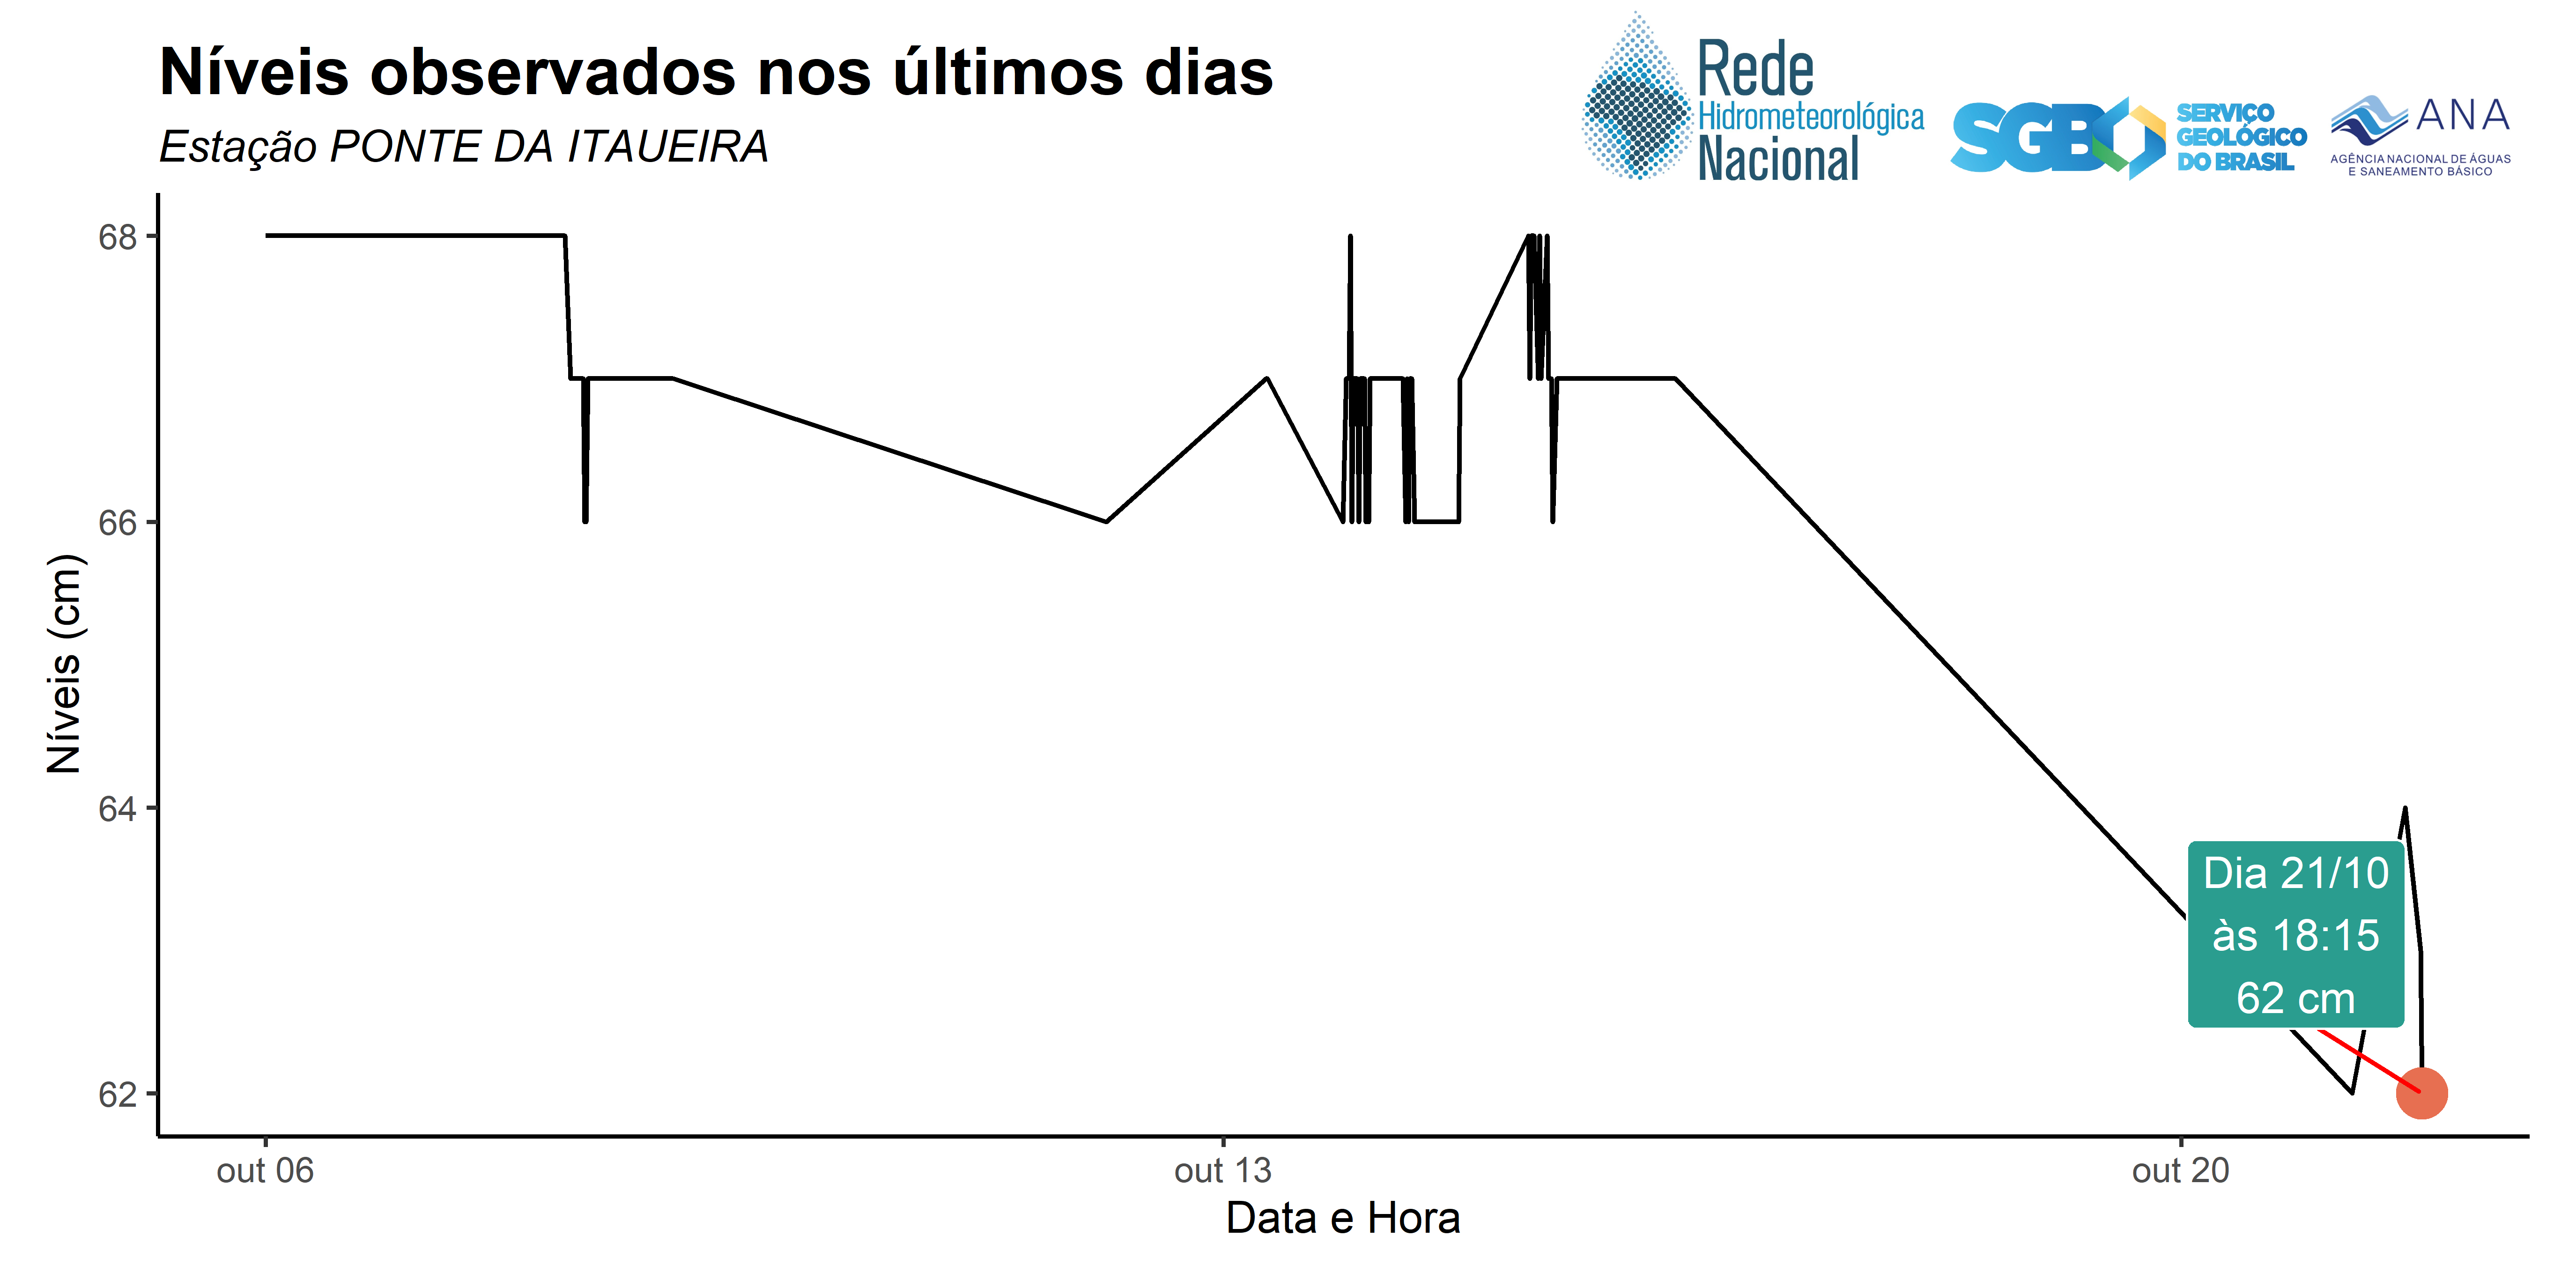 Níveis observados nos últimos dias
Estação PONTE DA ITAUEIRA
Rede
Hidrometeorológica
Nacional
SGB
SERVIÇO
GEOLÓGICO
DO BRASIL
ANA
AGÊNCIA NACIONAL DE ÁGUAS
E SANEAMENTO BÁSICO
Níveis (cm)
68
66
64
62
Dia 21/10
às 18:15
62 cm
out 06
out 13
out 20
Data e Hora